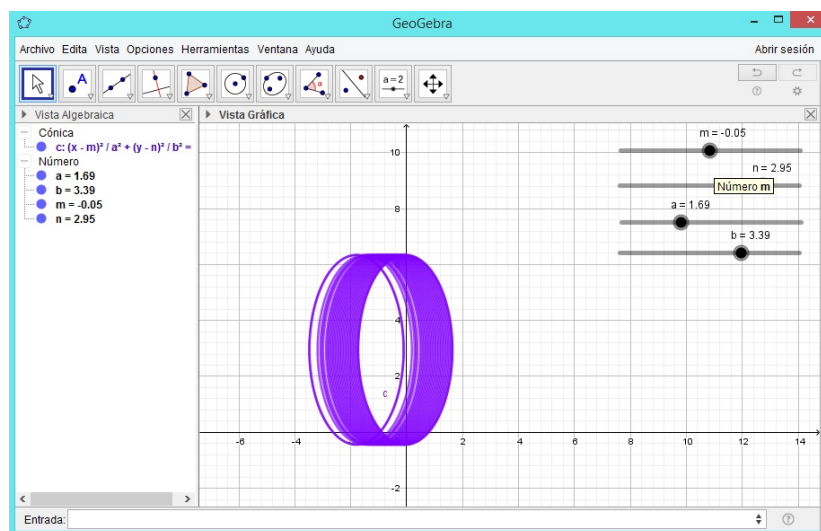 GeoGebra
Archivo Edita Vista Opciones Herramientas Ventana Ayuda
Abrir sesión
A
α
a = 2
Vista Algebraica
Vista Gráfica
Cónica
c: (x - m)² / a² + (y - n)² / b² =
Número
a = 1.69
b = 3.39
m = -0.05
n = 2.95
m = -0.05
n = 2.95
Número m
a = 1.69
b = 3.39
10
8
4
2
-2
-6
-4
2
4
6
8
10
12
14
c
Entrada: